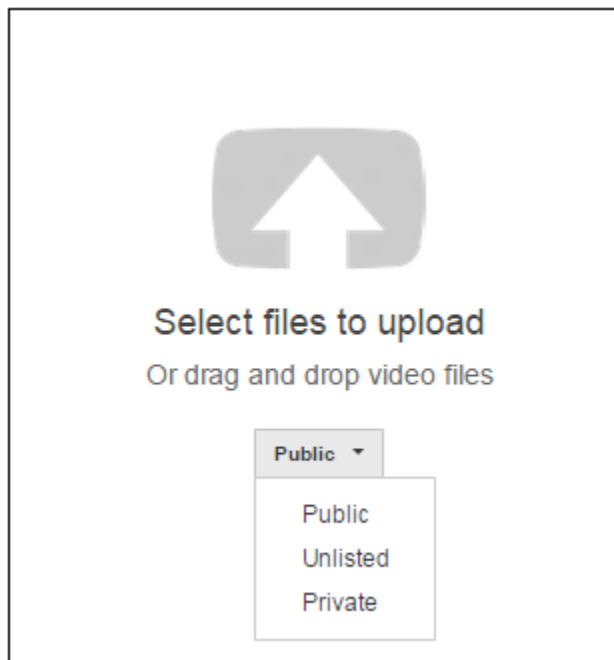 Select files to upload
Or drag and drop video files
Public
Public
Unlisted
Private